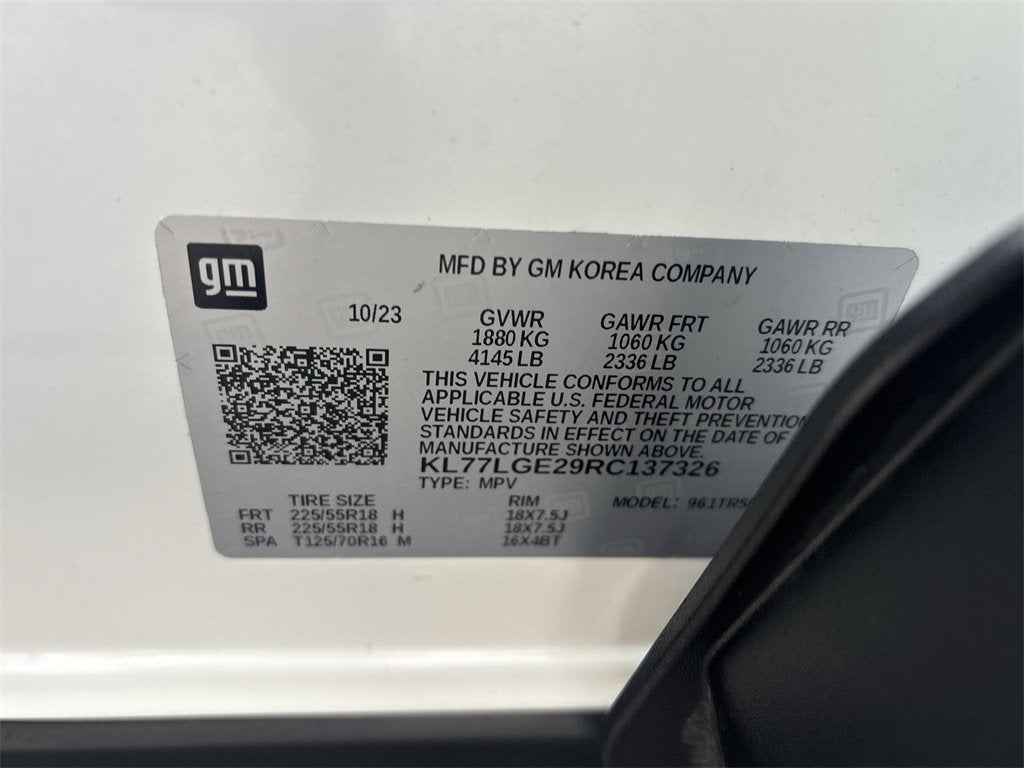 gm
MFD BY GM KOREA COMPANY
10/23 GVWR GAWR FRT GAWR RR
1880 KG 1060 KG 1060 KG
4145 LB 2336 LB 2336 LB
THIS VEHICLE CONFORMS TO ALL
APPLICABLE U.S. FEDERAL MOTOR
VEHICLE SAFETY AND THEFT PREVENTION
STANDARDS IN EFFECT ON THE DATE OF
MANUFACTURE SHOWN ABOVE.
KL77LGE29RC137326
TYPE: MPV
TIRE SIZE RIM MODEL:
FRT 225/55R18 H 18X7.5J
RR 225/55R18 H 18X7.5J
SPA T125/70R16 M 16X4BT